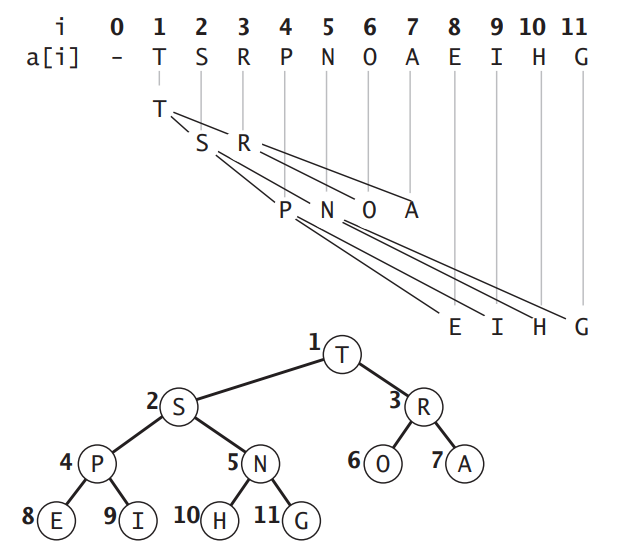 i 0 1 2 3 4 5 6 7 8 9 10 11
a[i] - T S R P N O A E I H G
T
S R
P N O A
E I H G
1 T
2 S 3 R
4 P 5 N 6 O 7 A
8 E 9 I 10 H 11 G